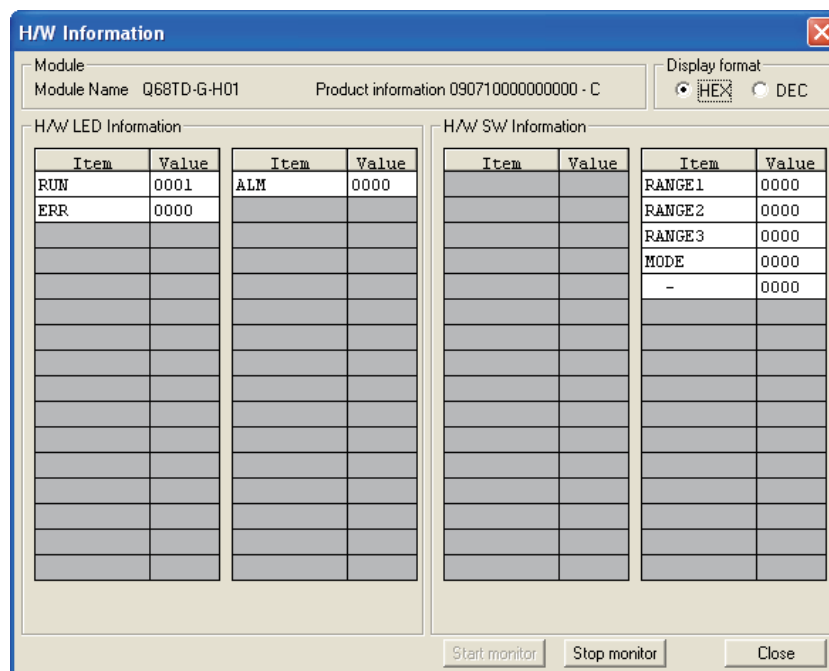 H/W Information
Module
Module Name Q68TD-G-H01 Product information 090710000000000 - C
Display format
HEX DEC
H/W LED Information
Item Value Item Value
RUN 0001 ALM 0000
ERR 0000
H/W SW Information
Item Value Item Value
RANGE1 0000
RANGE2 0000
RANGE3 0000
MODE 0000
- 0000
Start monitor Stop monitor Close